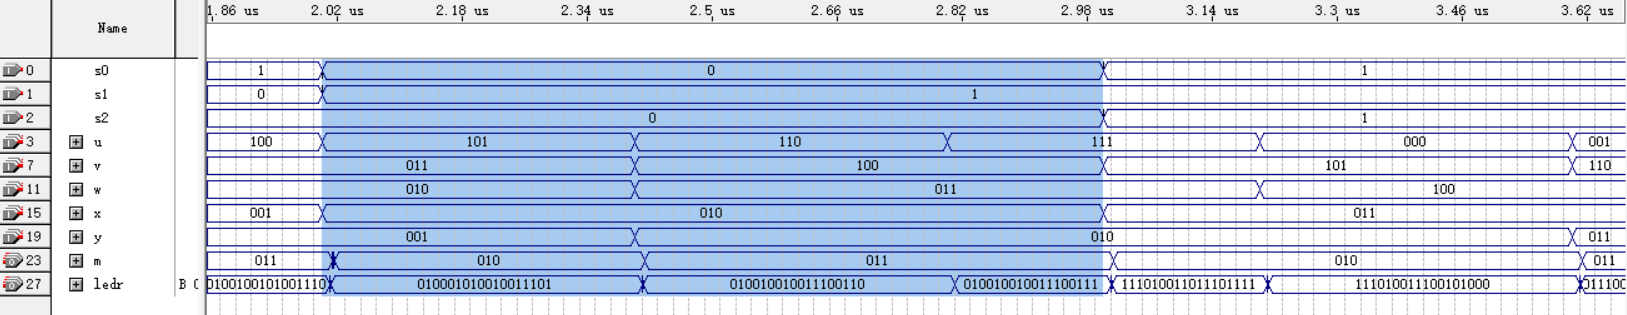 1.86 us 2.02 us 2.18 us 2.34 us 2.5 us 2.66 us 2.82 us 2.98 us 3.14 us 3.3 us 3.46 us 3.62 us
Name
0 s0 1 0 1
1 s1 0 1
2 s2 0 1
3 u 100 101 110 111 000 001
7 v 011 100 101 110
11 w 010 011 100
15 x 001 010 011
19 y 001 010 011
23 m 011 010 011 010 011
27 ledr B 0100100101001110 010001010010011101 010010010011100110 010010010011100111 111010011011101111 111010011100101000 011100